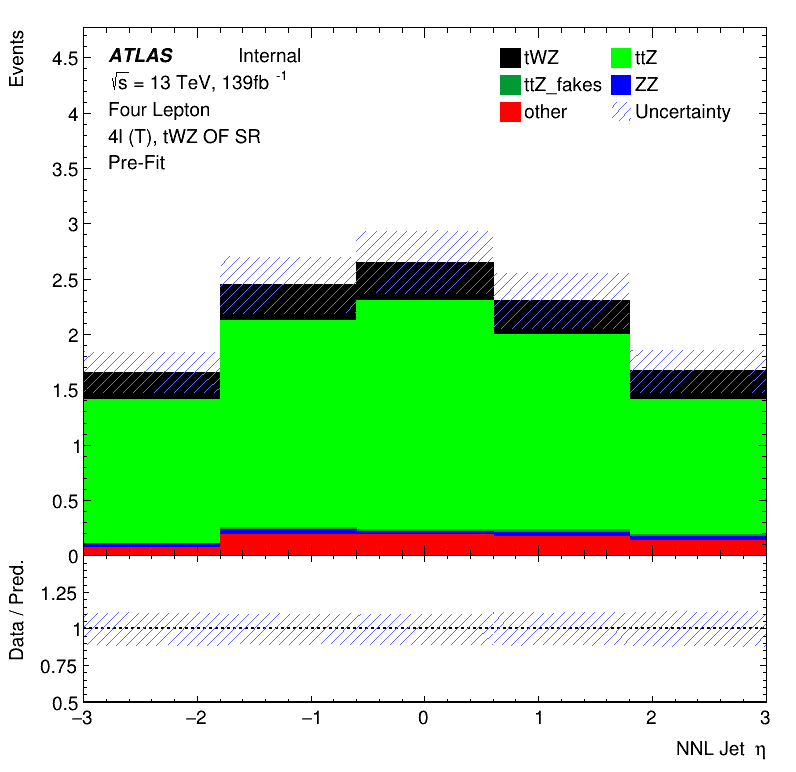 Events
4.5
4
3.5
3
2.5
2
1.5
1
0.5
0
ATLAS Internal
√s = 13 TeV, 139fb -1
Four Lepton
4l (T), tWZ OF SR
Pre-Fit
tWZ ttZ
ttZ_fakes ZZ
other Uncertainty
Data / Pred.
1.25
1
0.75
0.5
−3 −2 −1 0 1 2 3
NNL Jet η